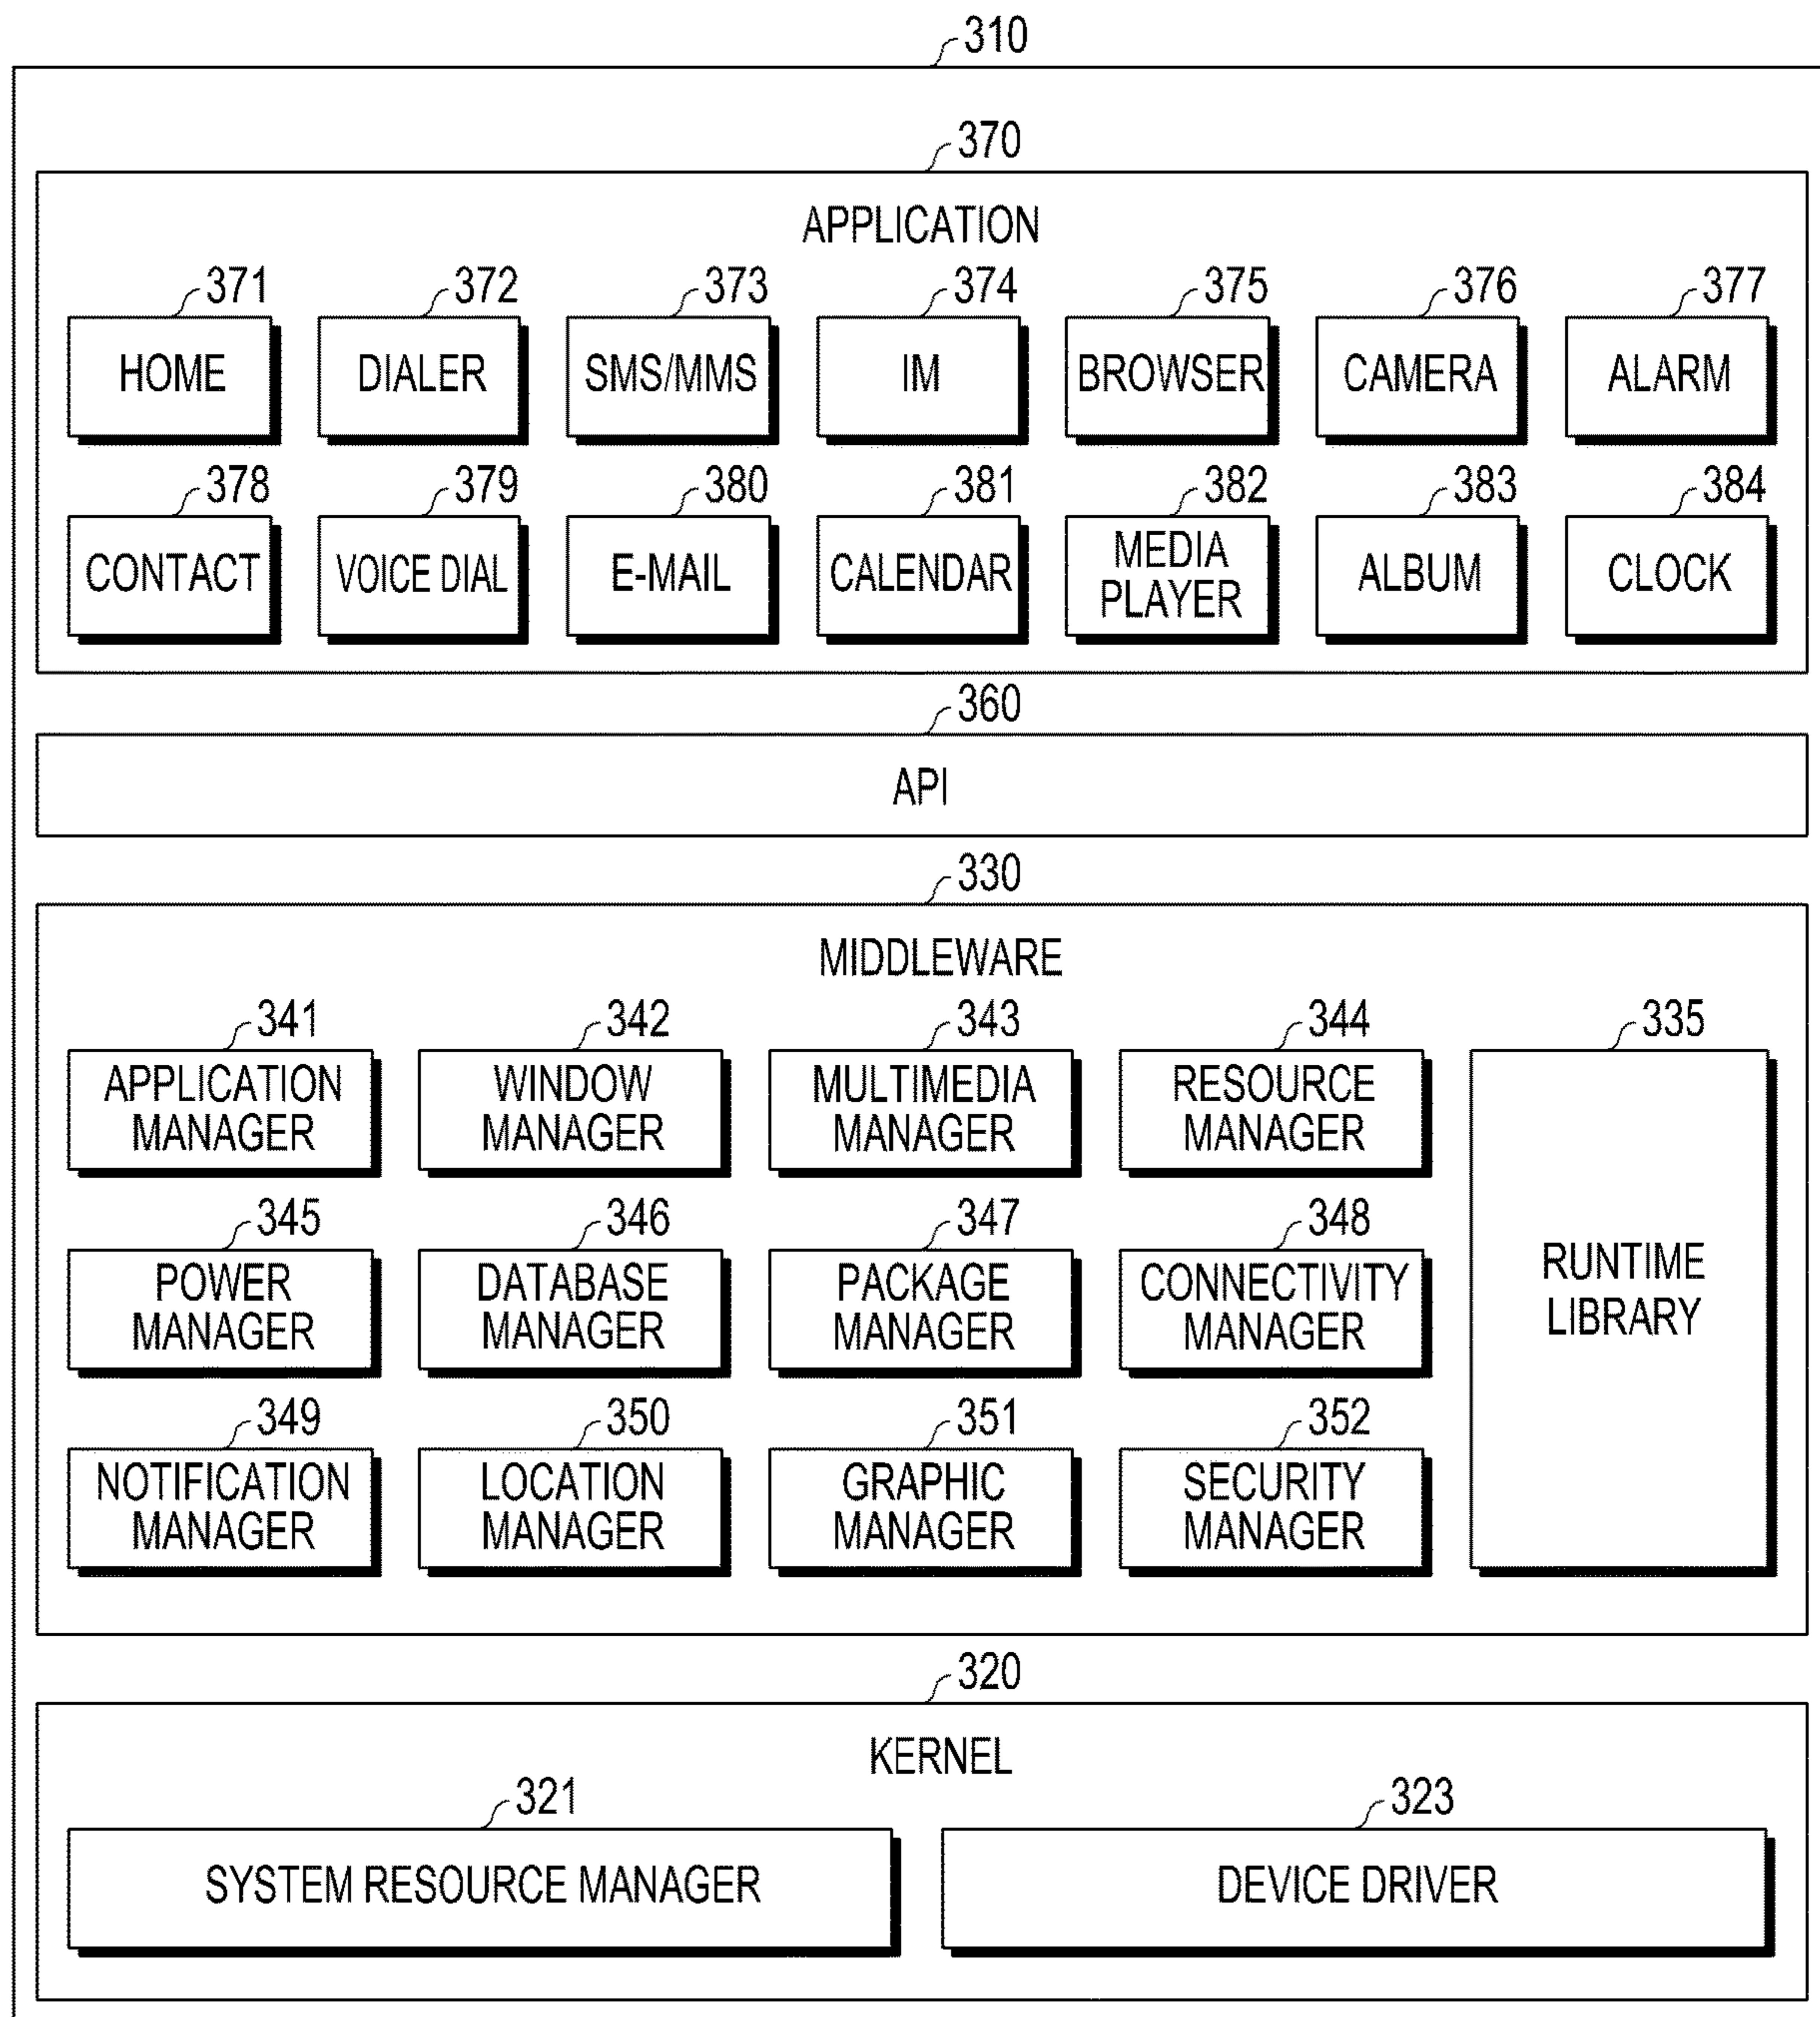 310
370
APPLICATION
371 372 373 374 375 376 377
HOME DIALER SMS/MMS IM BROWSER CAMERA ALARM
378 379 380 381 382 383 384
CONTACT VOICE DIAL E-MAIL CALENDAR MEDIA PLAYER ALBUM CLOCK
360
API
330
MIDDLEWARE
341 342 343 344 335
APPLICATION MANAGER WINDOW MANAGER MULTIMEDIA MANAGER RESOURCE MANAGER
345 346 347 348
POWER MANAGER DATABASE MANAGER PACKAGE MANAGER CONNECTIVITY MANAGER RUNTIME LIBRARY
349 350 351 352
NOTIFICATION MANAGER LOCATION MANAGER GRAPHIC MANAGER SECURITY MANAGER
320
KERNEL
321 323
SYSTEM RESOURCE MANAGER DEVICE DRIVER